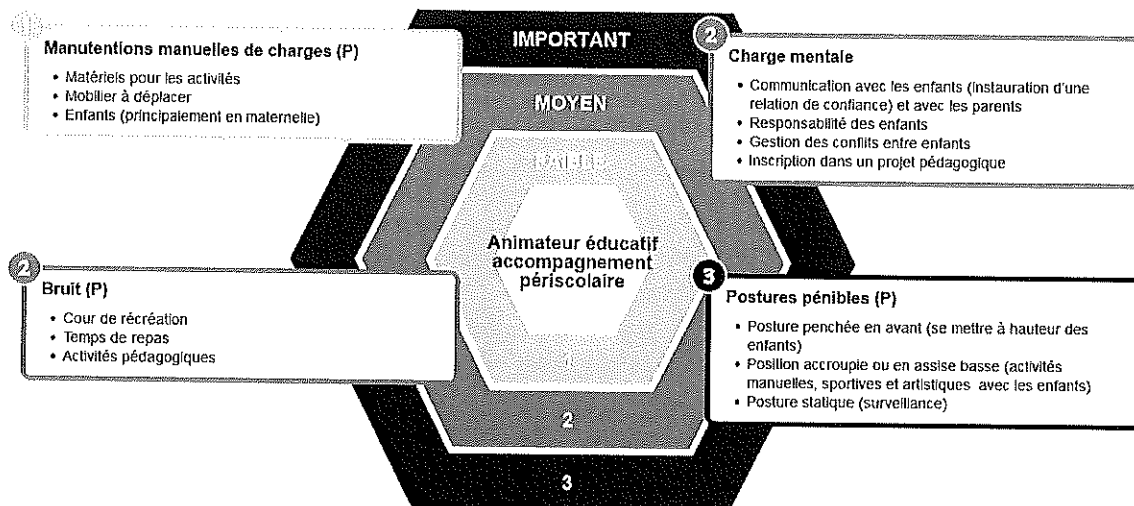 Manutentions manuelles de charges (P)
• Matériels pour les activités
• Mobilier à déplacer
• Enfants (principalement en maternelle)
IMPORTANT
MOYEN
FAIBLE
2
Charge mentale
• Communication avec les enfants (instauration d'une
relation de confiance) et avec les parents
• Responsabilité des enfants
• Gestion des conflits entre enfants
• Inscription dans un projet pédagogique
Animateur éducatif
accompagnement
périscolaire
2
Bruit (P)
• Cour de récréation
• Temps de repas
• Activités pédagogiques
3
Postures pénibles (P)
• Posture penchée en avant (se mettre à hauteur des
enfants)
• Position accroupie ou en assise basse (activités
manuelles, sportives et artistiques avec les enfants)
• Posture statique (surveillance)
1
2
3